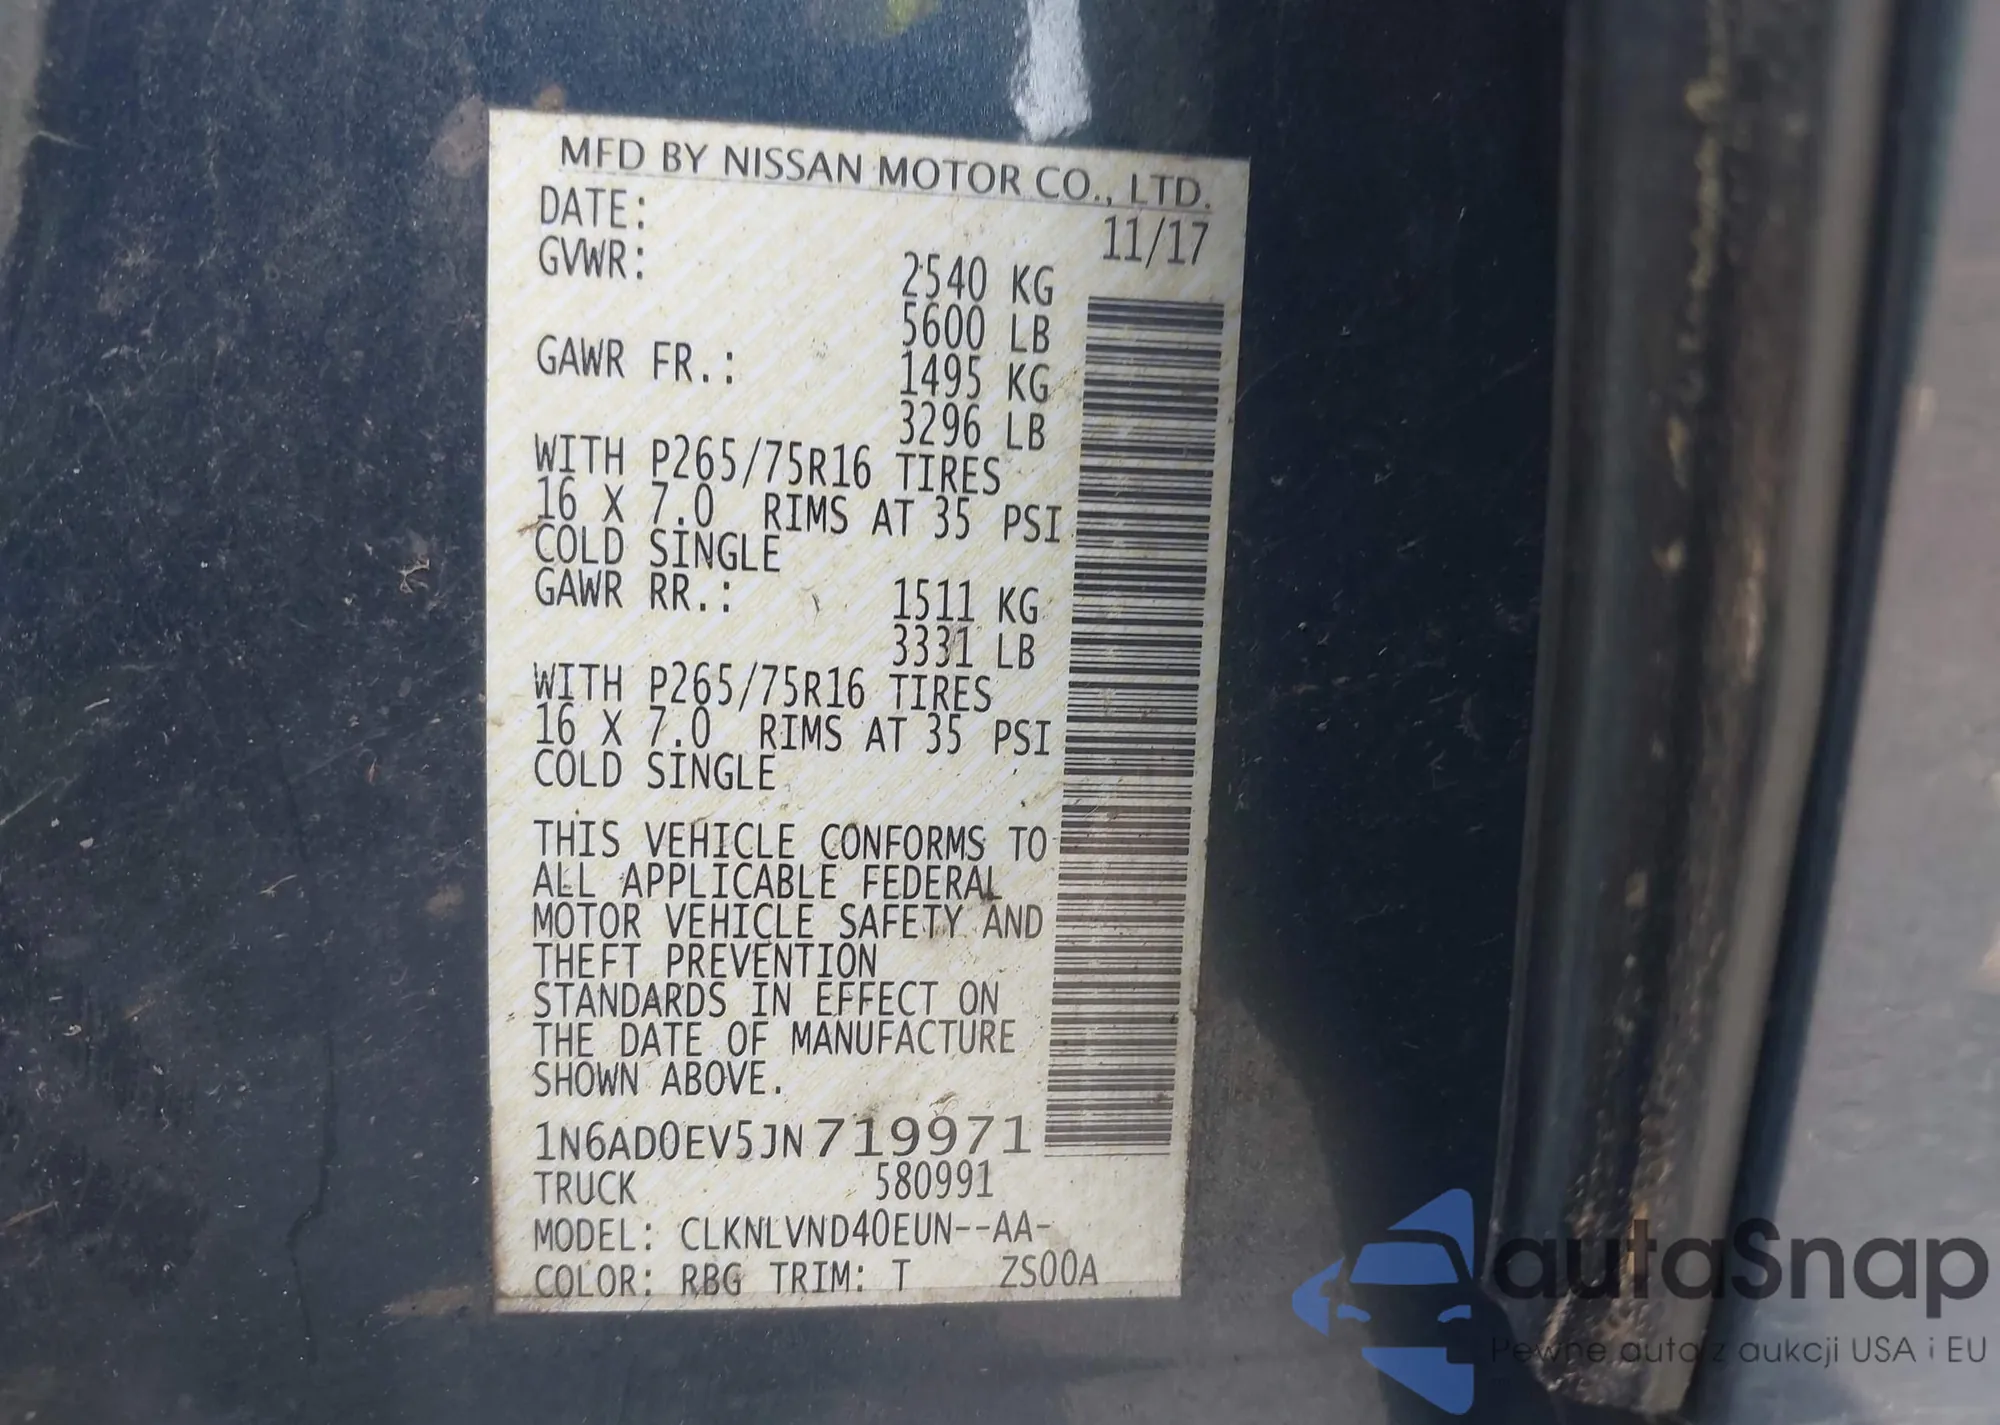 MFD BY NISSAN MOTOR CO., LTD.
DATE: 11/17
GVWR: 2540 KG
5600 LB
GAWR FR.: 1495 KG
3296 LB
WITH P265/75R16 TIRES
16 X 7.0 RIMS AT 35 PSI
COLD SINGLE
GAWR RR.: 1511 KG
3331 LB
WITH P265/75R16 TIRES
16 X 7.0 RIMS AT 35 PSI
COLD SINGLE
THIS VEHICLE CONFORMS TO
ALL APPLICABLE FEDERAL
MOTOR VEHICLE SAFETY AND
THEFT PREVENTION
STANDARDS IN EFFECT ON
THE DATE OF MANUFACTURE
SHOWN ABOVE.
1N6AD0EV5JN719971
TRUCK 580991
MODEL: CLKNLVND40EUN--AA-
COLOR: RBG TRIM: T ZS00A
autaSnap
Pewne auta z aukcji USA i EU